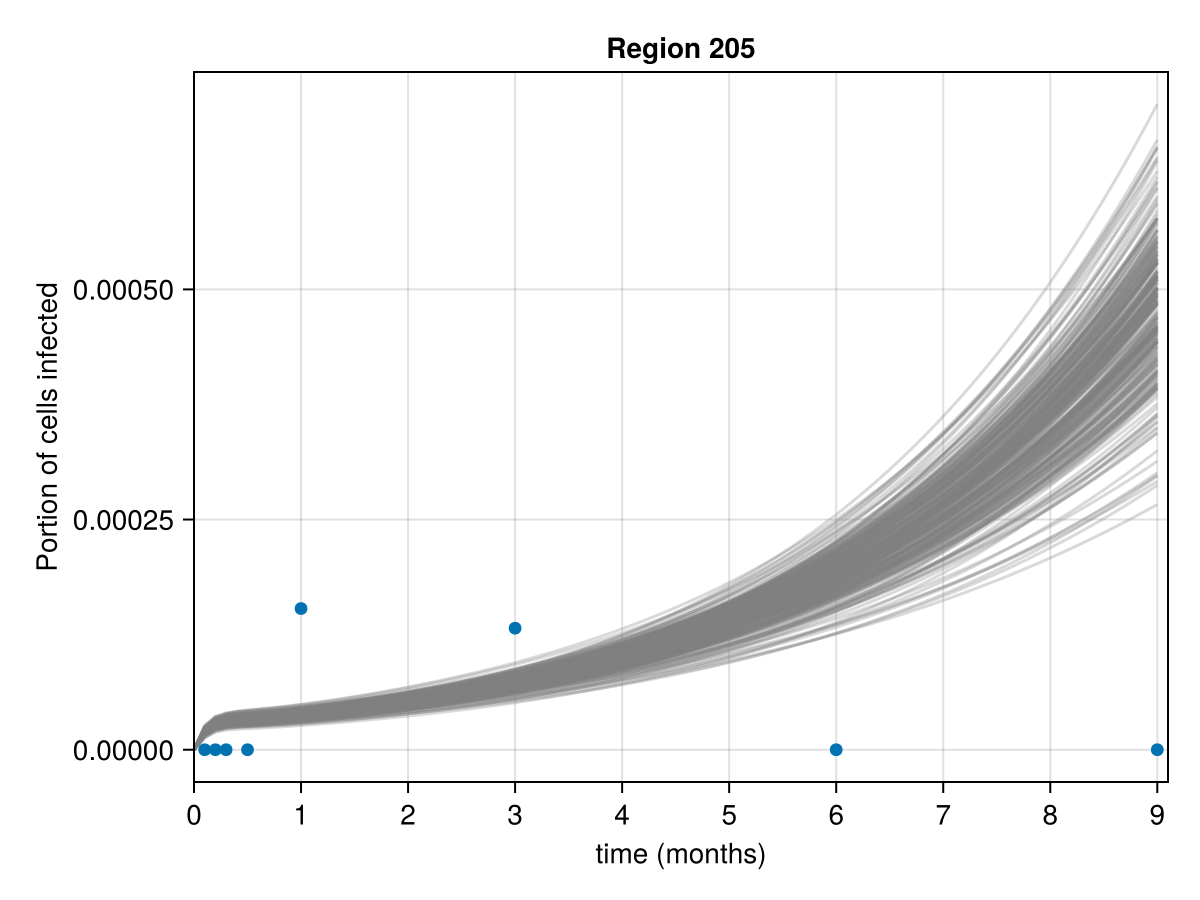 Region 205
Portion of cells infected
0.00050
0.00025
0.00000
0 1 2 3 4 5 6 7 8 9
time (months)